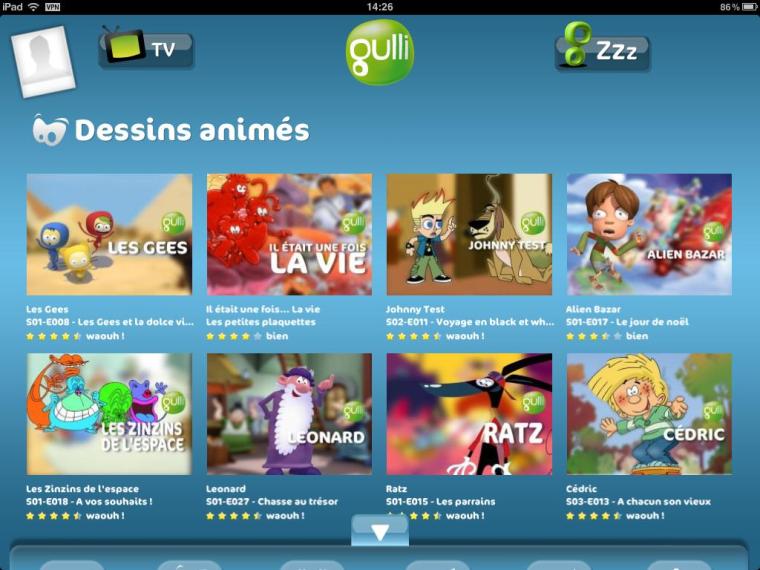 iPad VPN 14:26 86%
TV gulli Zzz
Dessins animés
gulli LES GEES
gulli IL ÉTAIT UNE FOIS
LA VIE
gulli JOHNNY TEST
gulli ALIEN BAZAR
Les Gees
S01-E008 - Les Gees et la dolce vi...
waouh !
Il était une fois... La vie
Les petites plaquettes
bien
Johnny Test
S02-E011 - Voyage en black et wh...
waouh !
Alien Bazar
S01-E017 - Le jour de noël
bien
gulli LES ZINZINS
DE L'ESPACE
gulli LEONARD
gulli RATZ
gulli CÉDRIC
Les Zinzins de l'espace
S01-E018 - A vos souhaits !
waouh !
Leonard
S01-E027 - Chasse au trésor
waouh !
Ratz
S01-E015 - Les parrains
waouh !
Cédric
S03-E013 - A chacun son vieux
waouh !